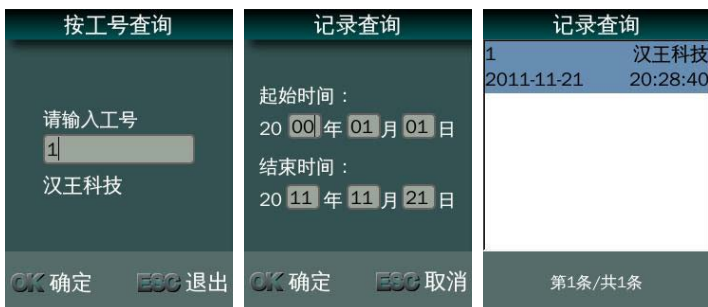 按工号查询
请输入工号
1
汉王科技
OK 确定 ESC 退出
记录查询
起始时间：
20 00 年 01 月 01 日
结束时间：
20 11 年 11 月 21 日
OK 确定 ESC 取消
记录查询
1 汉王科技
2011-11-21 20:28:40
第1条/共1条